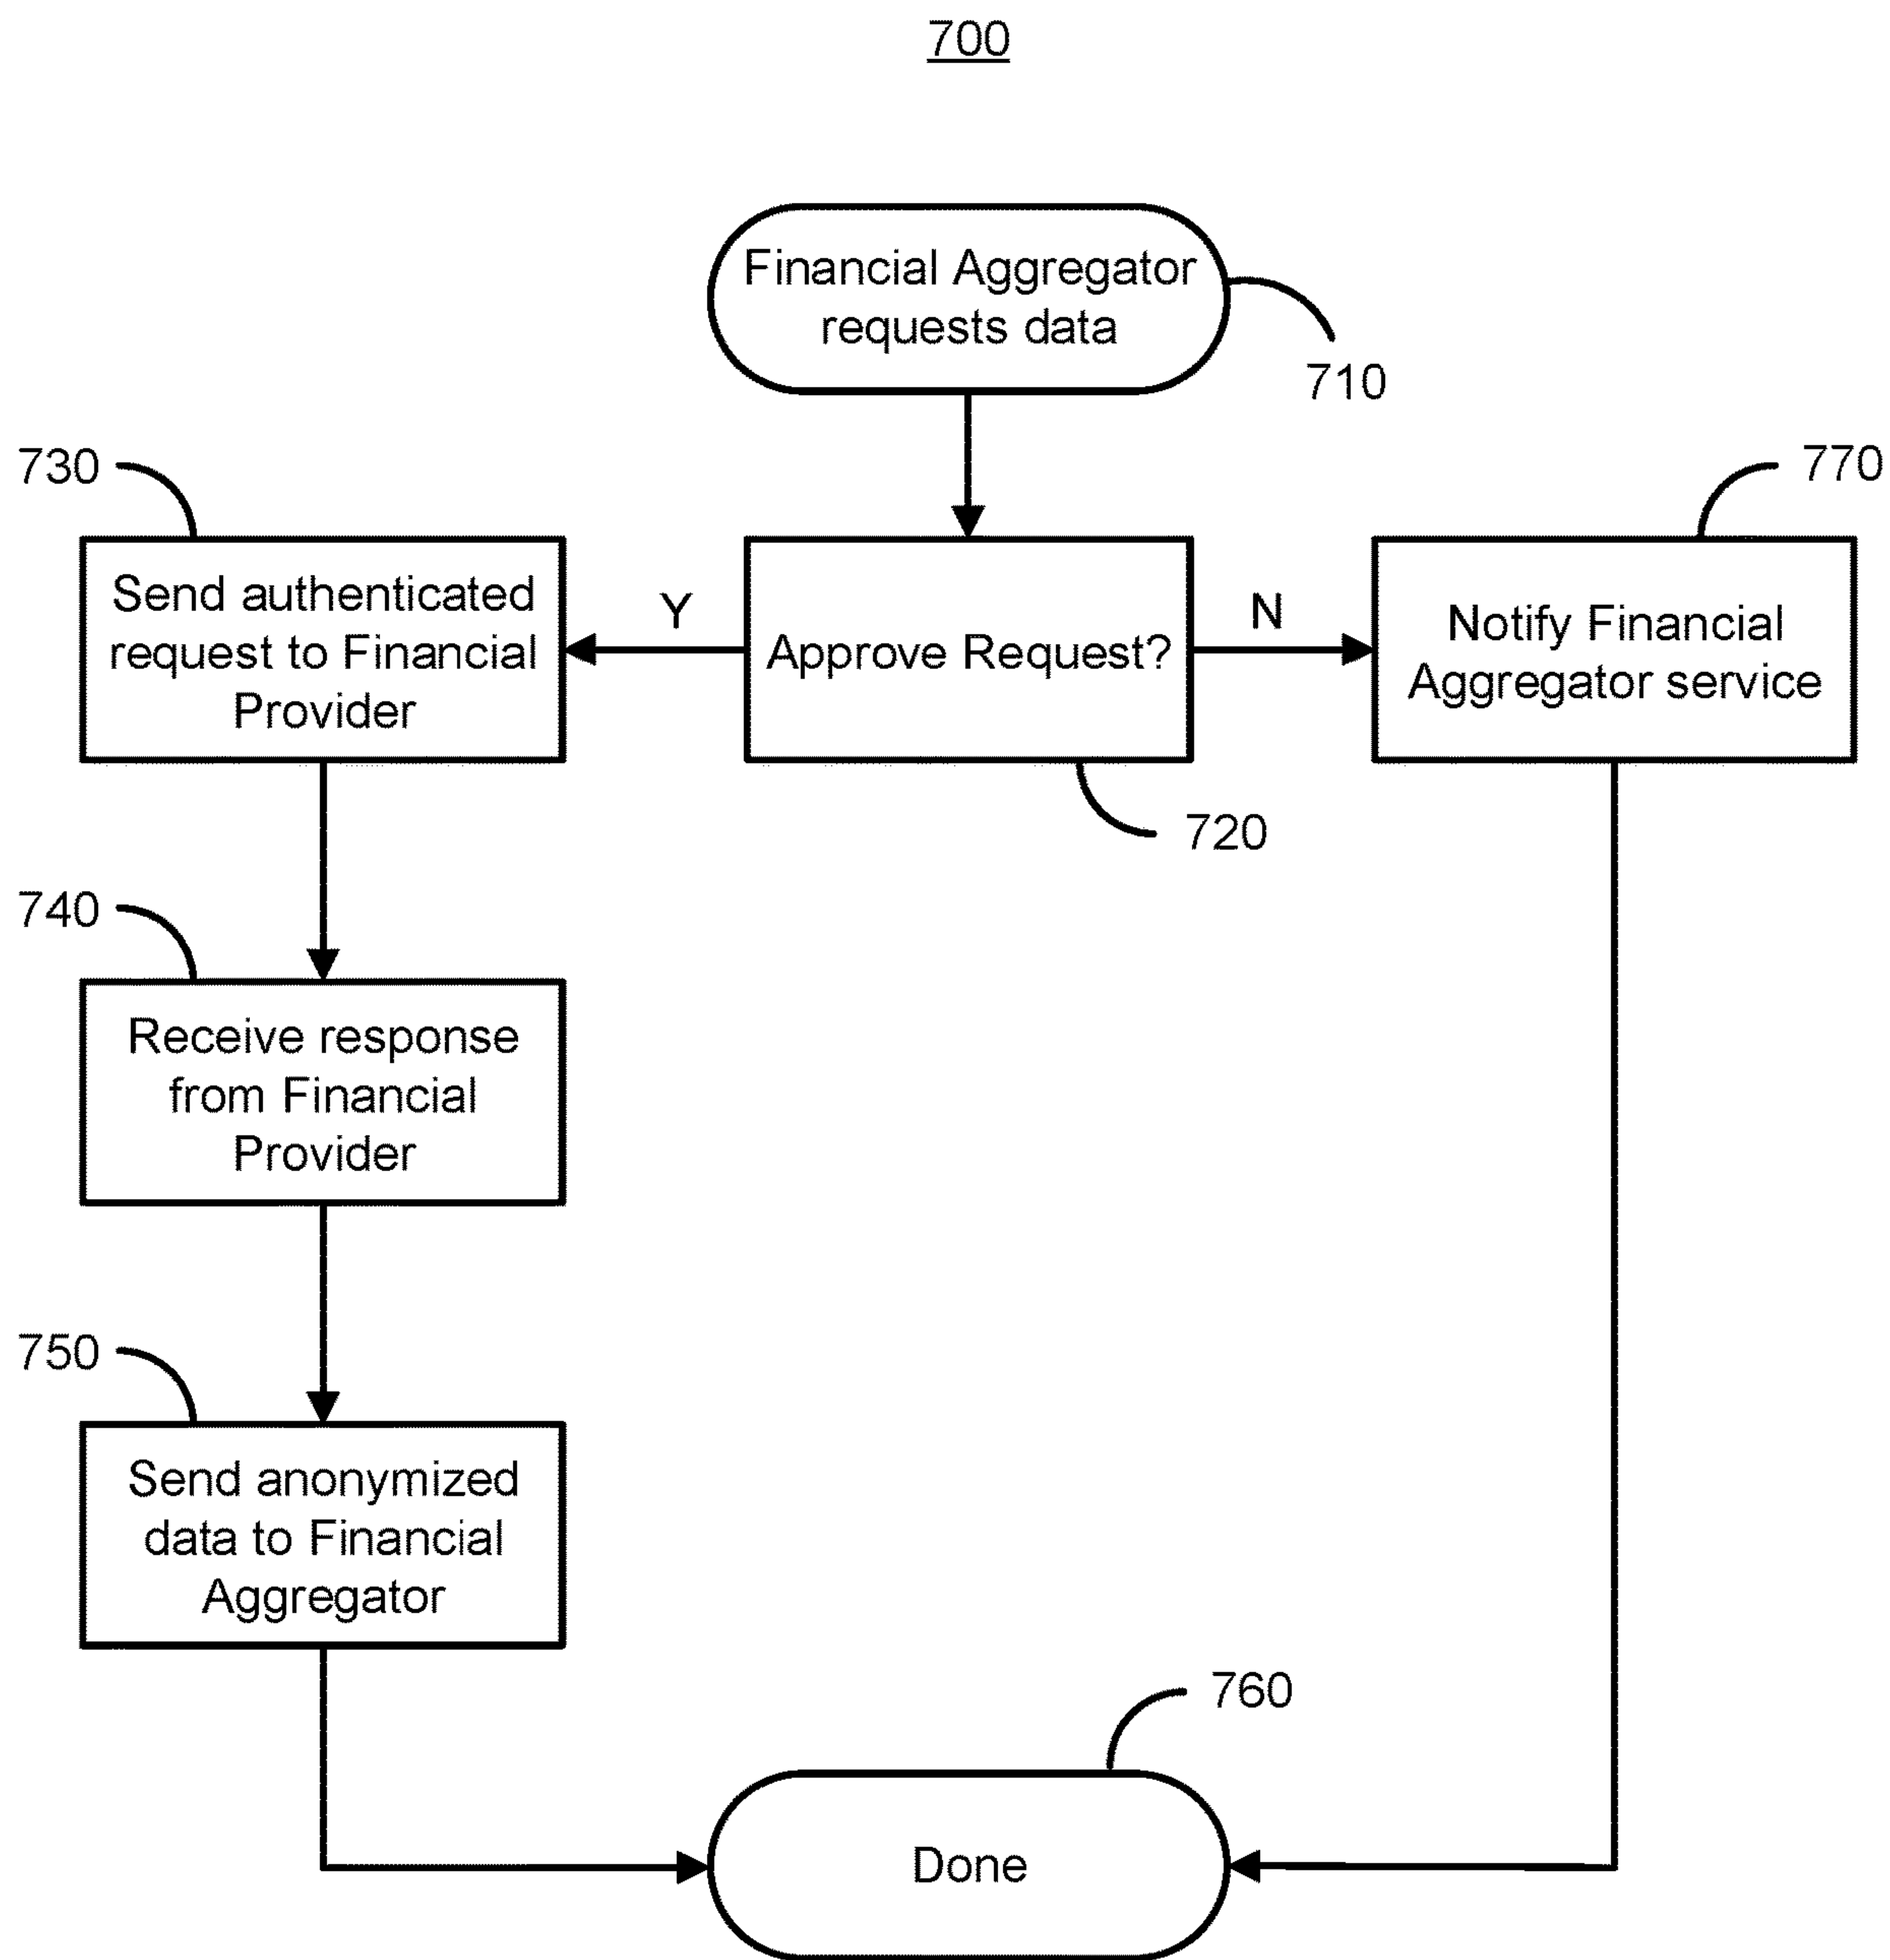 700
Financial Aggregator
requests data
710
730
770
Send authenticated
request to Financial
Provider
Y
Approve Request?
N
Notify Financial
Aggregator service
720
740
Receive response
from Financial
Provider
750
Send anonymized
data to Financial
Aggregator
760
Done